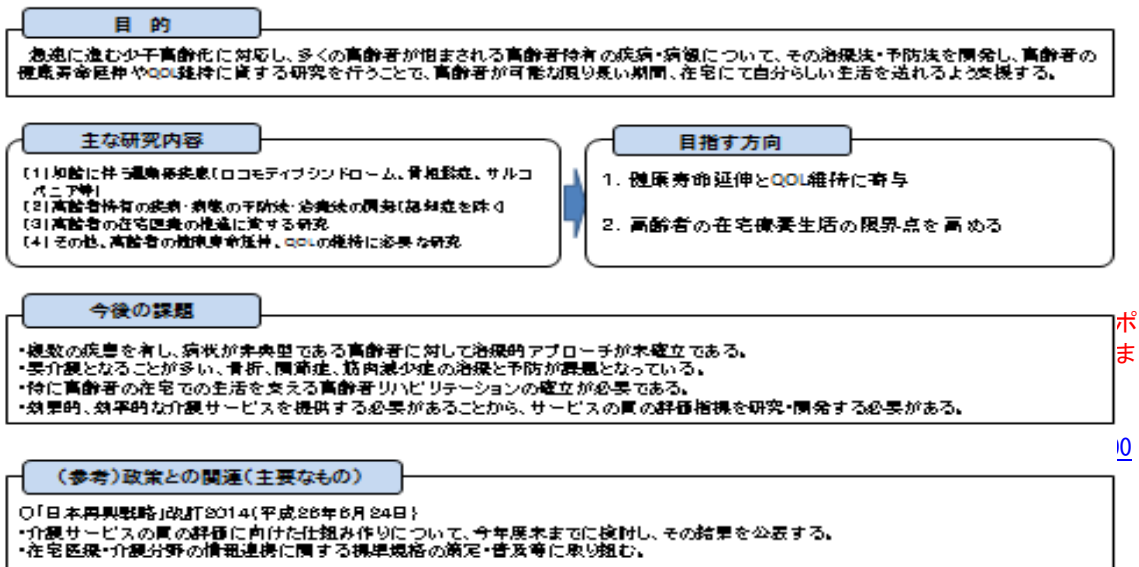 目 的
急速に進む少子高齢化に対応し、多くの高齢者が悩まされる高齢者特有の疾病・病態について、その治療法・予防法を開発し、高齢者の
健康寿命延伸やQOL維持に資する研究を行うことで、高齢者が可能な限り長い期間、在宅にて自分らしい生活を送れるよう支援する。
主な研究内容
(1)加齢に伴う運動器疾患(ロコモティブシンドローム、骨粗鬆症、サルコ
ペニア等)
(2)高齢者特有の疾病・病態の予防法・治療法の開発(認知症を除く)
(3)高齢者の在宅医療の推進に資する研究
(4)その他、高齢者の健康寿命延伸、QOLの維持に必要な研究
目指す方向
1. 健康寿命延伸とQOL維持に寄与
2. 高齢者の在宅療養生活の限界点を高める
今後の課題
・複数の疾患を有し、病状が非典型である高齢者に対して治療的アプローチが未確立である。
・要介護となることが多い、骨折、関節症、筋肉減少症の治療と予防が課題となっている。
・特に高齢者の在宅での生活を支える高齢者リハビリテーションの確立が必要である。
・効果的、効率的な介護サービスを提供する必要があることから、サービスの質の評価指標を研究・開発する必要がある。
ポ
ま
00
(参考)政策との関連(主要なもの)
○「日本再興戦略」改訂2014(平成26年6月24日)
・介護サービスの質の評価に向けた仕組み作りについて、今年度末までに検討し、その結果を公表する。
・在宅医療・介護分野の情報連携に関する標準規格の策定・普及等に取り組む。